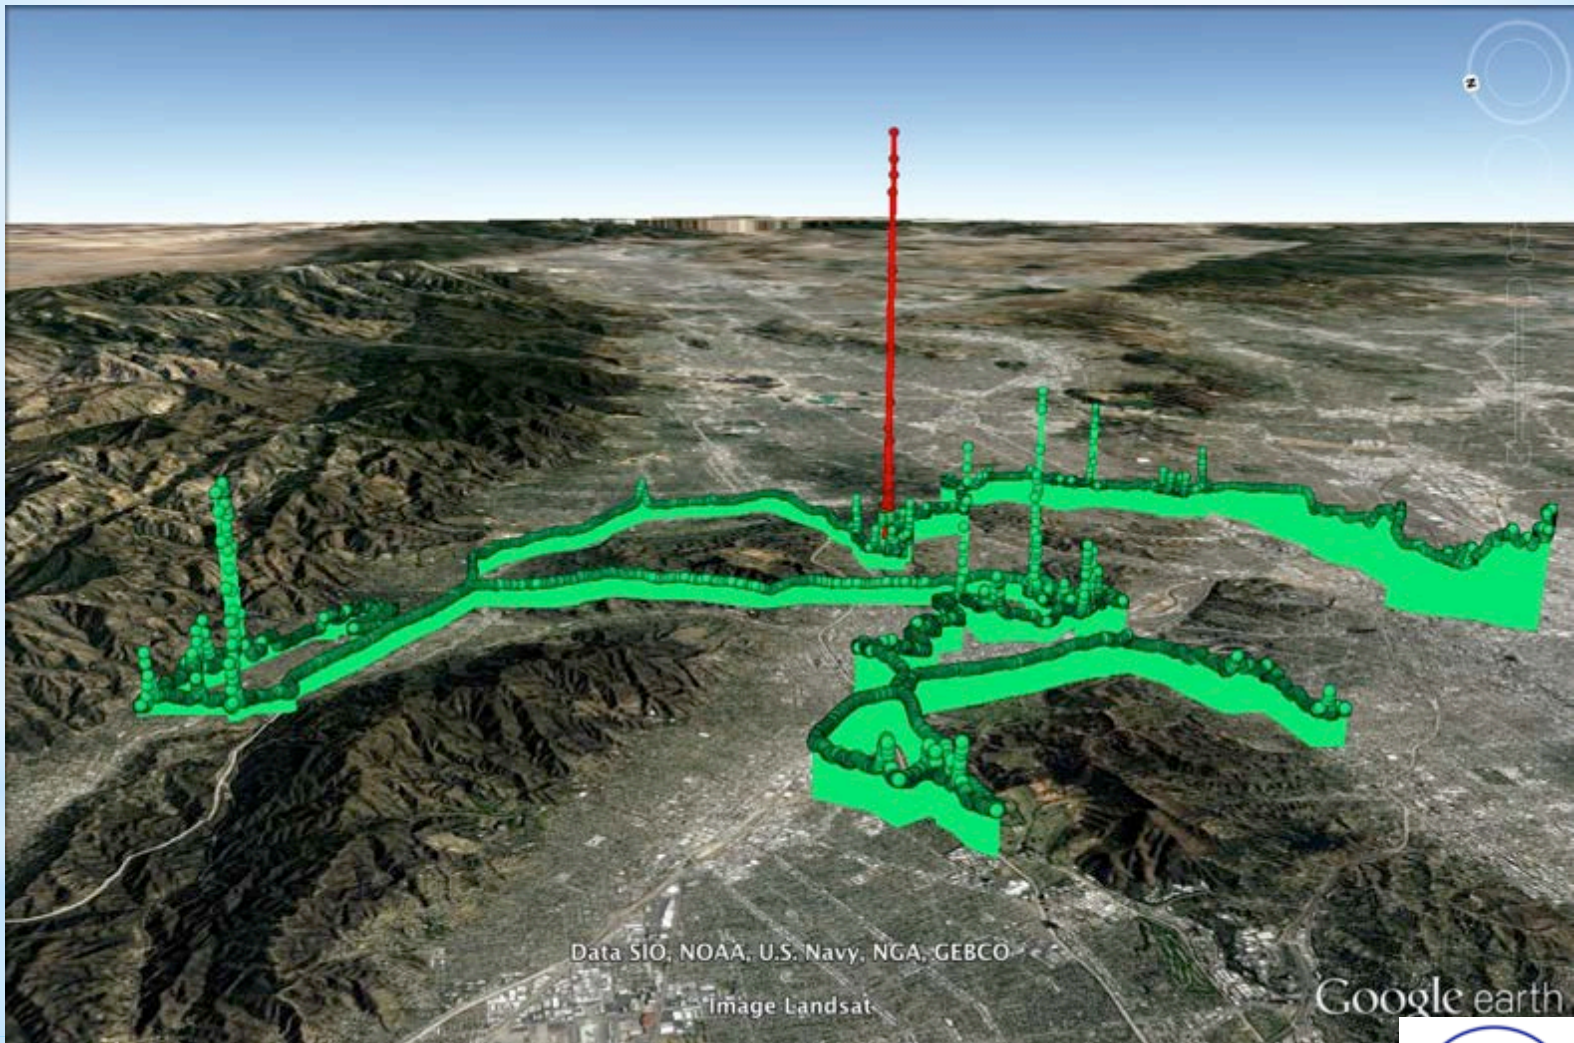 Z
Data SIO, NOAA, U.S. Navy, NGA, GEBCO
Image Landsat
Google earth